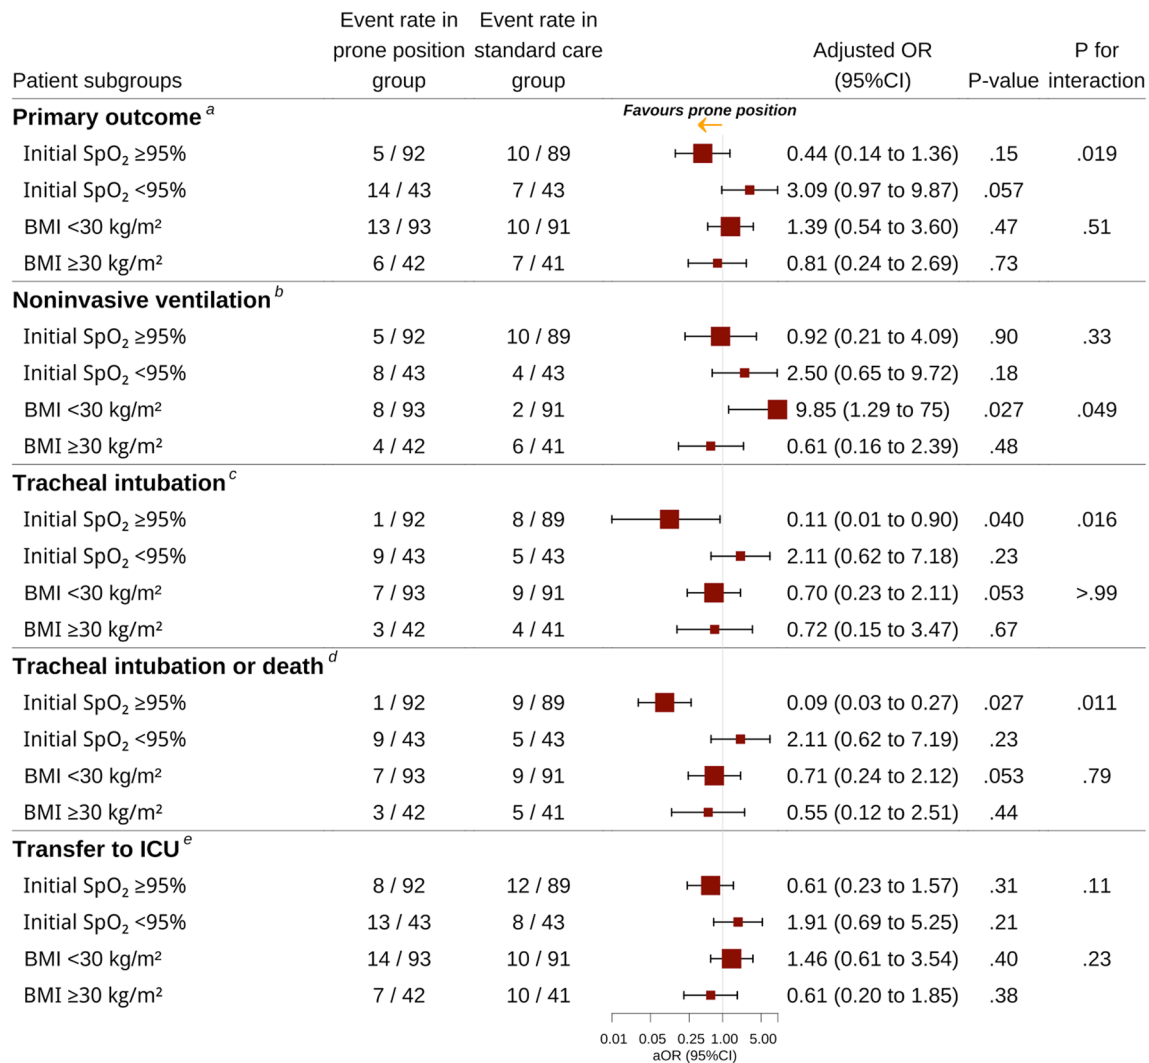 Event rate in Event rate in
prone position standard care Adjusted OR P for
Patient subgroups group group (95%CI) P-value interaction
Primary outcome a Favours prone position
Initial SpO₂ ≥95% 5 / 92 10 / 89 0.44 (0.14 to 1.36) .15 .019
Initial SpO₂ <95% 14 / 43 7 / 43 3.09 (0.97 to 9.87) .057
BMI <30 kg/m² 13 / 93 10 / 91 1.39 (0.54 to 3.60) .47 .51
BMI ≥30 kg/m² 6 / 42 7 / 41 0.81 (0.24 to 2.69) .73
Noninvasive ventilation b
Initial SpO₂ ≥95% 5 / 92 10 / 89 0.92 (0.21 to 4.09) .90 .33
Initial SpO₂ <95% 8 / 43 4 / 43 2.50 (0.65 to 9.72) .18
BMI <30 kg/m² 8 / 93 2 / 91 9.85 (1.29 to 75) .027 .049
BMI ≥30 kg/m² 4 / 42 6 / 41 0.61 (0.16 to 2.39) .48
Tracheal intubation c
Initial SpO₂ ≥95% 1 / 92 8 / 89 0.11 (0.01 to 0.90) .040 .016
Initial SpO₂ <95% 9 / 43 5 / 43 2.11 (0.62 to 7.18) .23
BMI <30 kg/m² 7 / 93 9 / 91 0.70 (0.23 to 2.11) .053 >.99
BMI ≥30 kg/m² 3 / 42 4 / 41 0.72 (0.15 to 3.47) .67
Tracheal intubation or death d
Initial SpO₂ ≥95% 1 / 92 9 / 89 0.09 (0.03 to 0.27) .027 .011
Initial SpO₂ <95% 9 / 43 5 / 43 2.11 (0.62 to 7.19) .23
BMI <30 kg/m² 7 / 93 9 / 91 0.71 (0.24 to 2.12) .053 .79
BMI ≥30 kg/m² 3 / 42 5 / 41 0.55 (0.12 to 2.51) .44
Transfer to ICU e
Initial SpO₂ ≥95% 8 / 92 12 / 89 0.61 (0.23 to 1.57) .31 .11
Initial SpO₂ <95% 13 / 43 8 / 43 1.91 (0.69 to 5.25) .21
BMI <30 kg/m² 14 / 93 10 / 91 1.46 (0.61 to 3.54) .40 .23
BMI ≥30 kg/m² 7 / 42 10 / 41 0.61 (0.20 to 1.85) .38
0.01 0.05 0.25 1.00 5.00
aOR (95%CI)